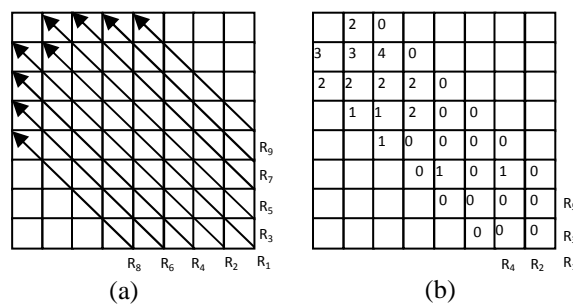 R9
R7
R5
R3
R8 R6 R4 R2 R1
(a)
2 0
3 3 4 0
2 2 2 2 0
1 1 2 0 0
1 0 0 0 0
0 1 0 1 0
0 0 0 0
0 0 0
R4 R2
(b)